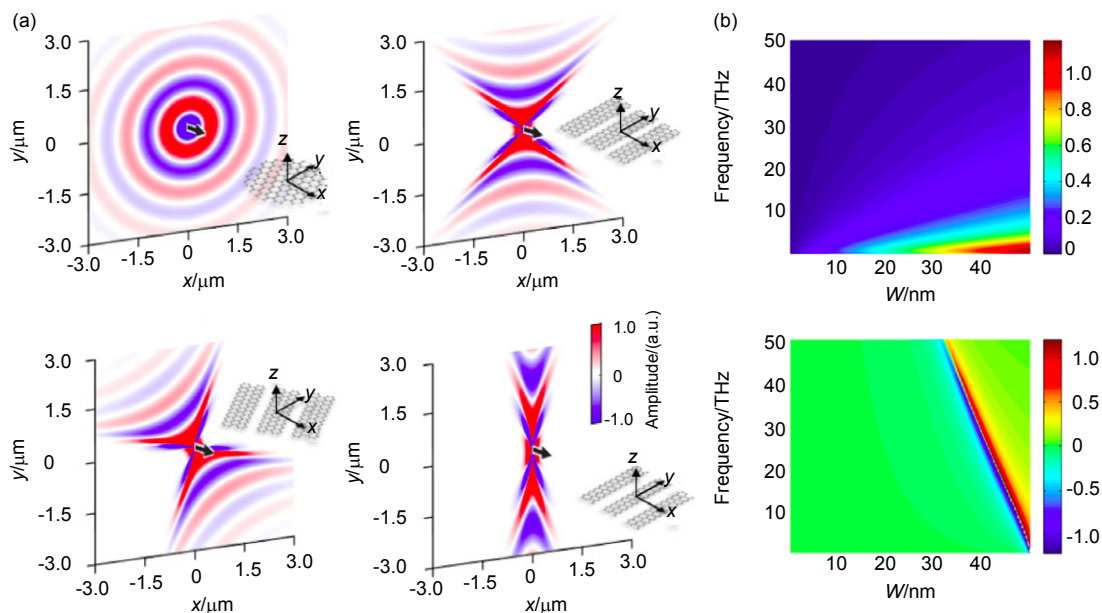 (a)
3.0
1.5
0
-1.5
-3.0
y/μm
-3.0 -1.5 0 1.5 3.0
x/μm
z
y
x
3.0
1.5
0
-1.5
-3.0
y/μm
-3.0 -1.5 0 1.5 3.0
x/μm
z
y
x
3.0
1.5
0
-1.5
-3.0
y/μm
-3.0 -1.5 0 1.5 3.0
x/μm
z
y
x
3.0
1.5
0
-1.5
-3.0
y/μm
-3.0 -1.5 0 1.5 3.0
x/μm
z
y
x
1.0
0
-1.0
Amplitude/(a.u.)
(b)
50
40
30
20
10
Frequency/THz
10 20 30 40
W/nm
1.0
0.8
0.6
0.4
0.2
0
50
40
30
20
10
Frequency/THz
10 20 30 40
W/nm
1.0
0.5
0
-0.5
-1.0